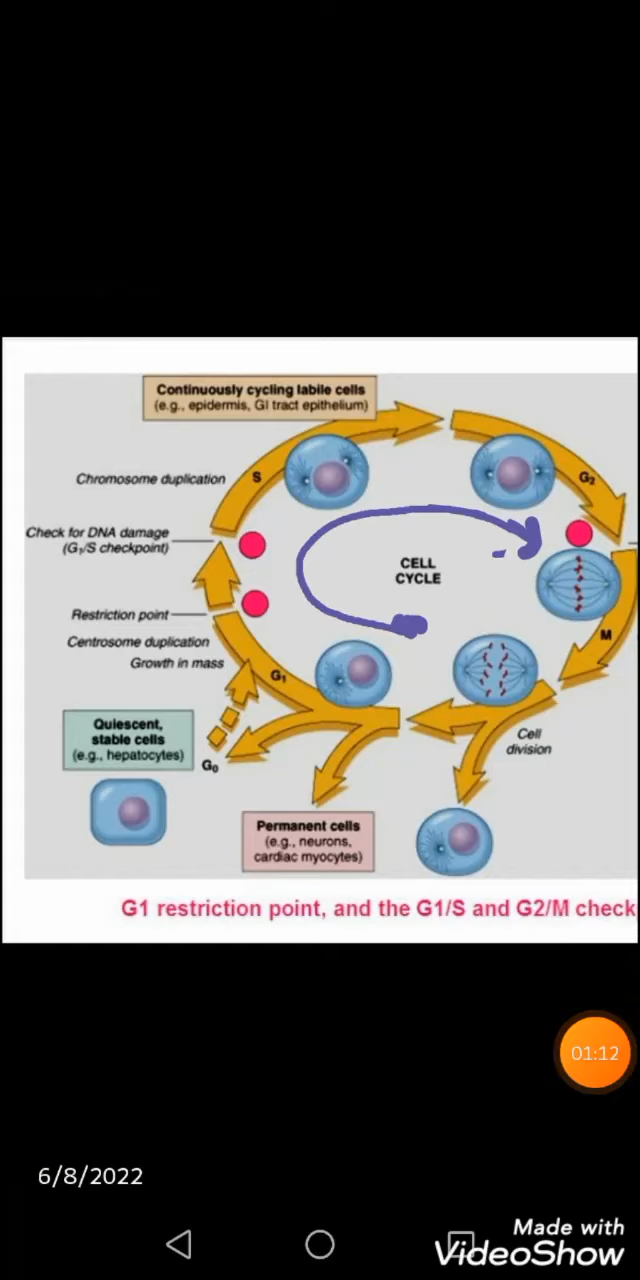 Continuously cycling labile cells
(e.g., epidermis, GI tract epithelium)
Chromosome duplication
S
G₂
Check for DNA damage
(G₁/S checkpoint)
CELL
CYCLE
Restriction point
Centrosome duplication
Growth in mass
M
G₁
Quiescent,
stable cells
(e.g., hepatocytes)
G₀
Cell
division
Permanent cells
(e.g., neurons,
cardiac myocytes)
G1 restriction point, and the G1/S and G2/M check
01:12
6/8/2022
Made with
VideoShow